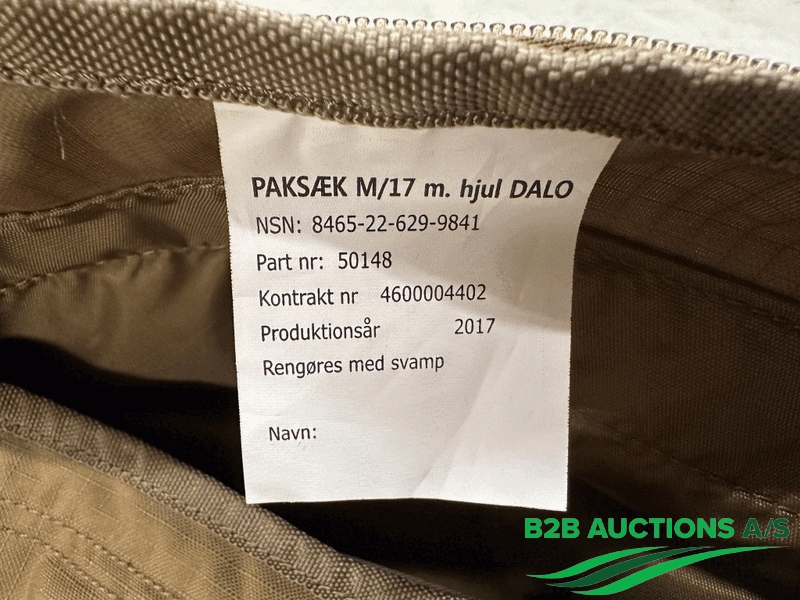 PAKSÆK M/17 m. hjul DALO
NSN: 8465-22-629-9841
Part nr: 50148
Kontrakt nr 4600004402
Produktionsår 2017
Rengøres med svamp
Navn:
B2B AUCTIONS A/S